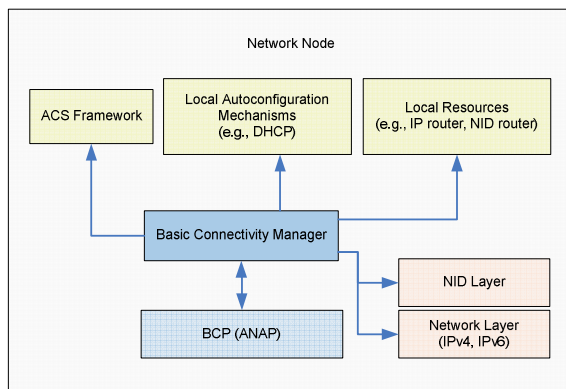 Network Node
ACS Framework
Local Autoconfiguration
Mechanisms
(e.g., DHCP)
Local Resources
(e.g., IP router, NID router)
Basic Connectivity Manager
NID Layer
BCP (ANAP)
Network Layer
(IPv4, IPv6)